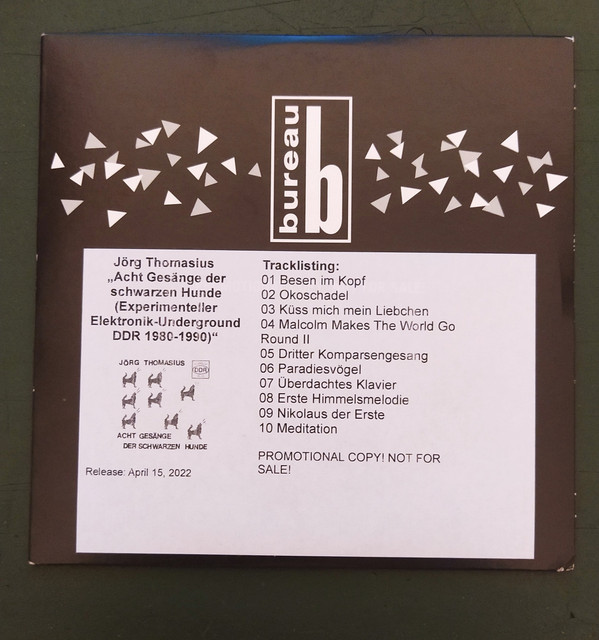 bureau
b
Jörg Thomasius
„Acht Gesänge der
schwarzen Hunde
(Experimenteller
Elektronik-Underground
DDR 1980-1990)“
JÖRG THOMASIUS
DDR
ACHT GESÄNGE
DER SCHWARZEN HUNDE
Release: April 15, 2022
Tracklisting:
01 Besen im Kopf
02 Okoschadel
03 Küss mich mein Liebchen
04 Malcolm Makes The World Go
Round II
05 Dritter Komparsengesang
06 Paradiesvögel
07 Überdachtes Klavier
08 Erste Himmelsmelodie
09 Nikolaus der Erste
10 Meditation
PROMOTIONAL COPY! NOT FOR
SALE!